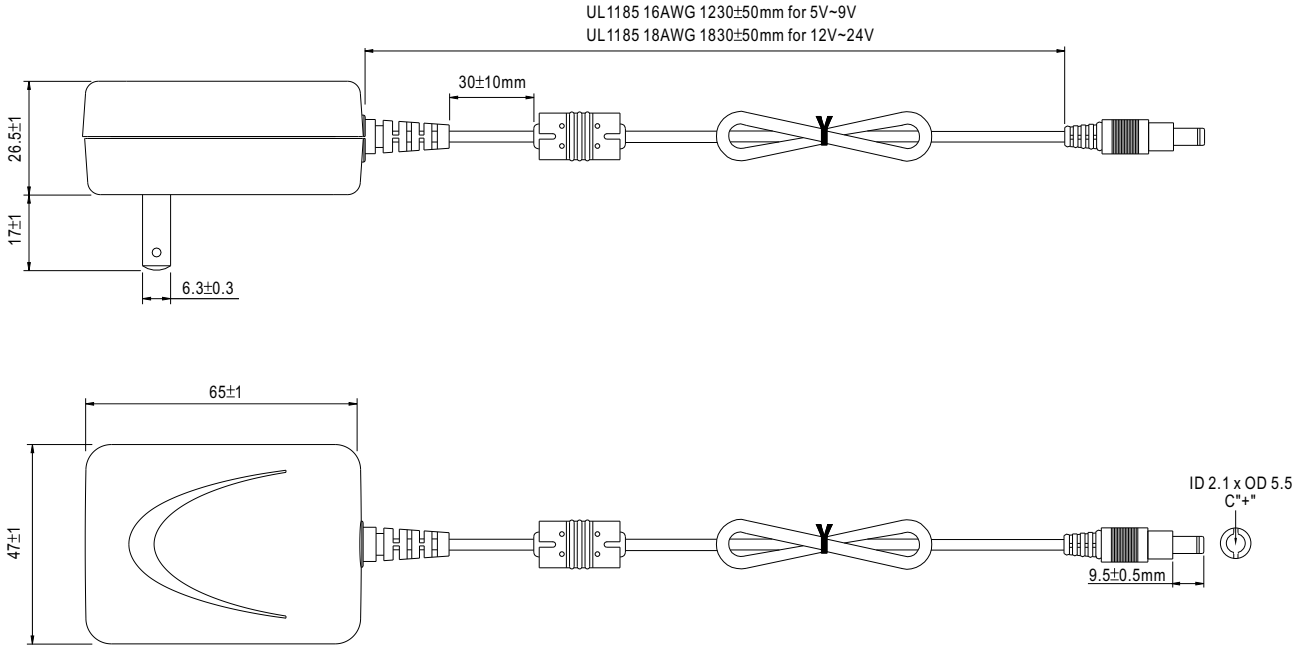 UL1185 16AWG 1230±50mm for 5V~9V
UL1185 18AWG 1830±50mm for 12V~24V
30±10mm
26.5±1
17±1
6.3±0.3
65±1
47±1
ID 2.1 x OD 5.5
C"+"
9.5±0.5mm